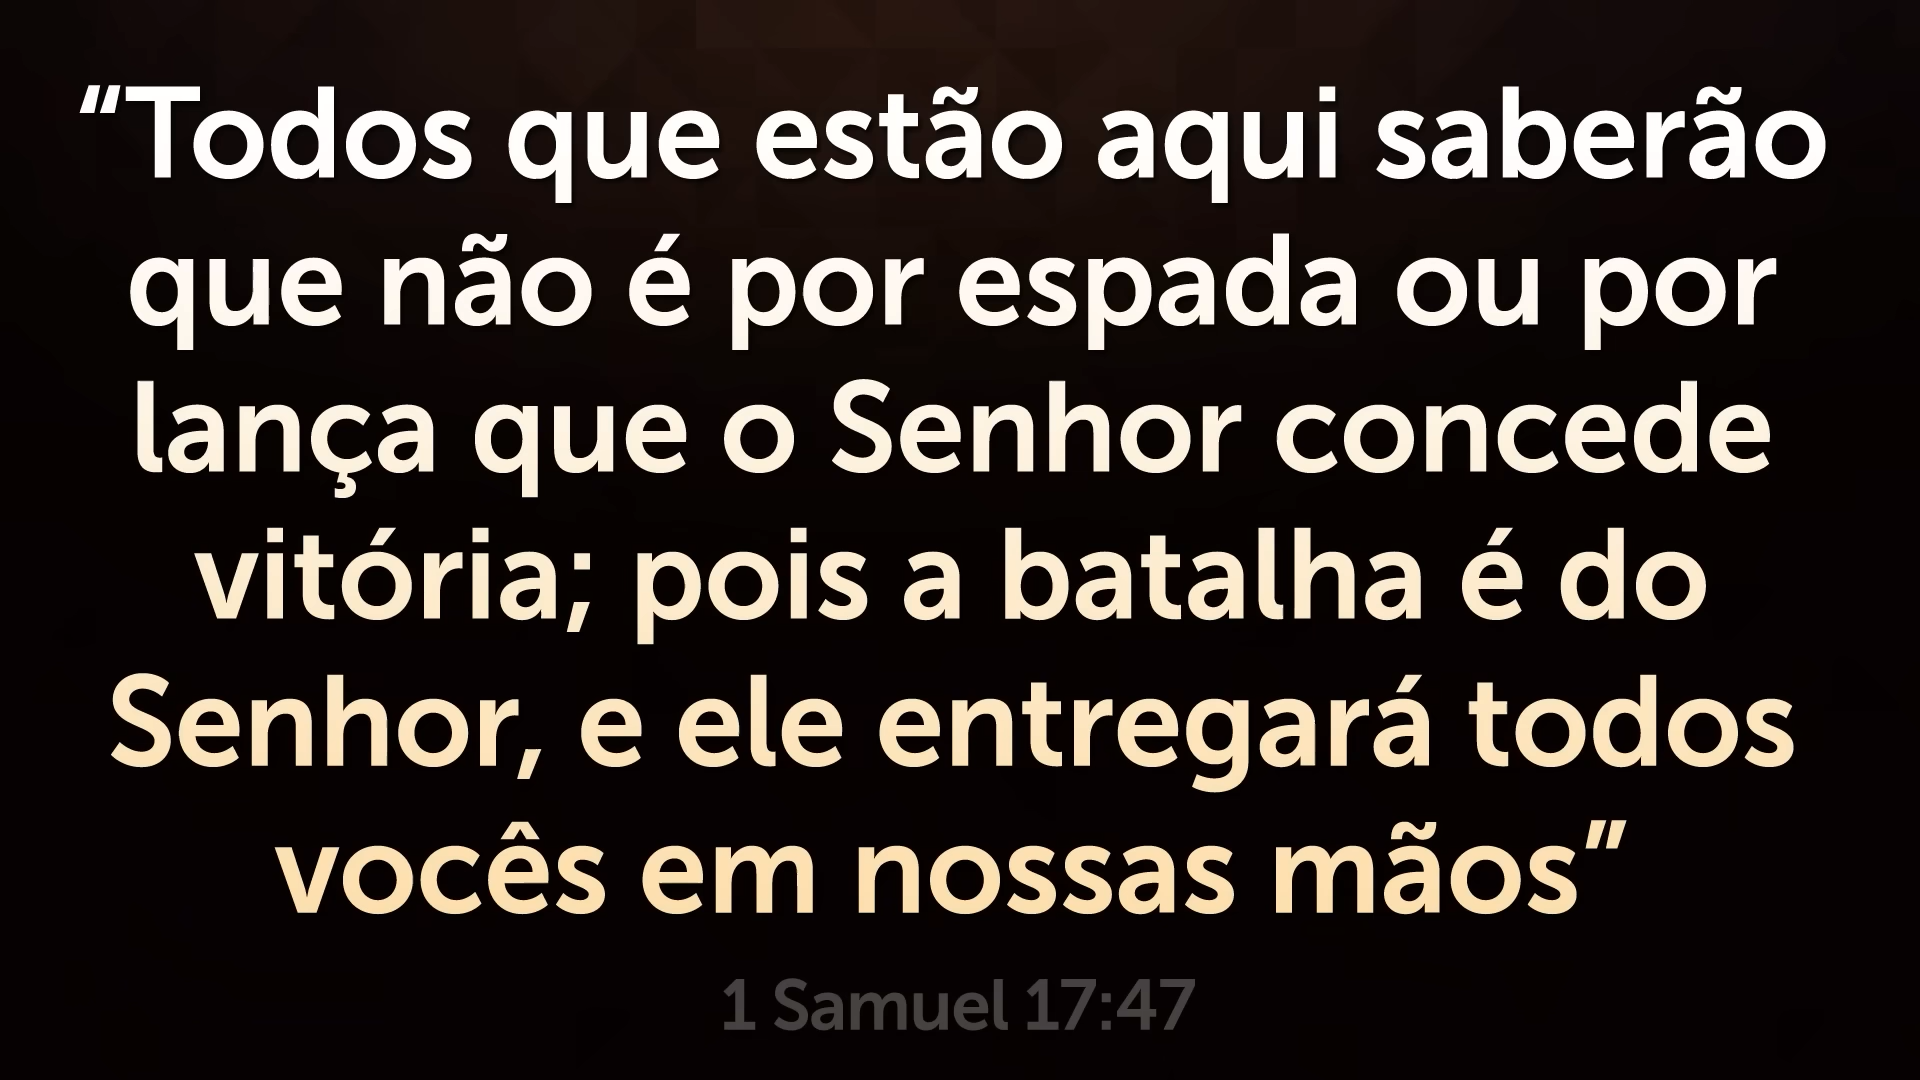 “Todos que estão aqui saberão
que não é por espada ou por
lança que o Senhor concede
vitória; pois a batalha é do
Senhor, e ele entregará todos
vocês em nossas mãos”
1 Samuel 17:47